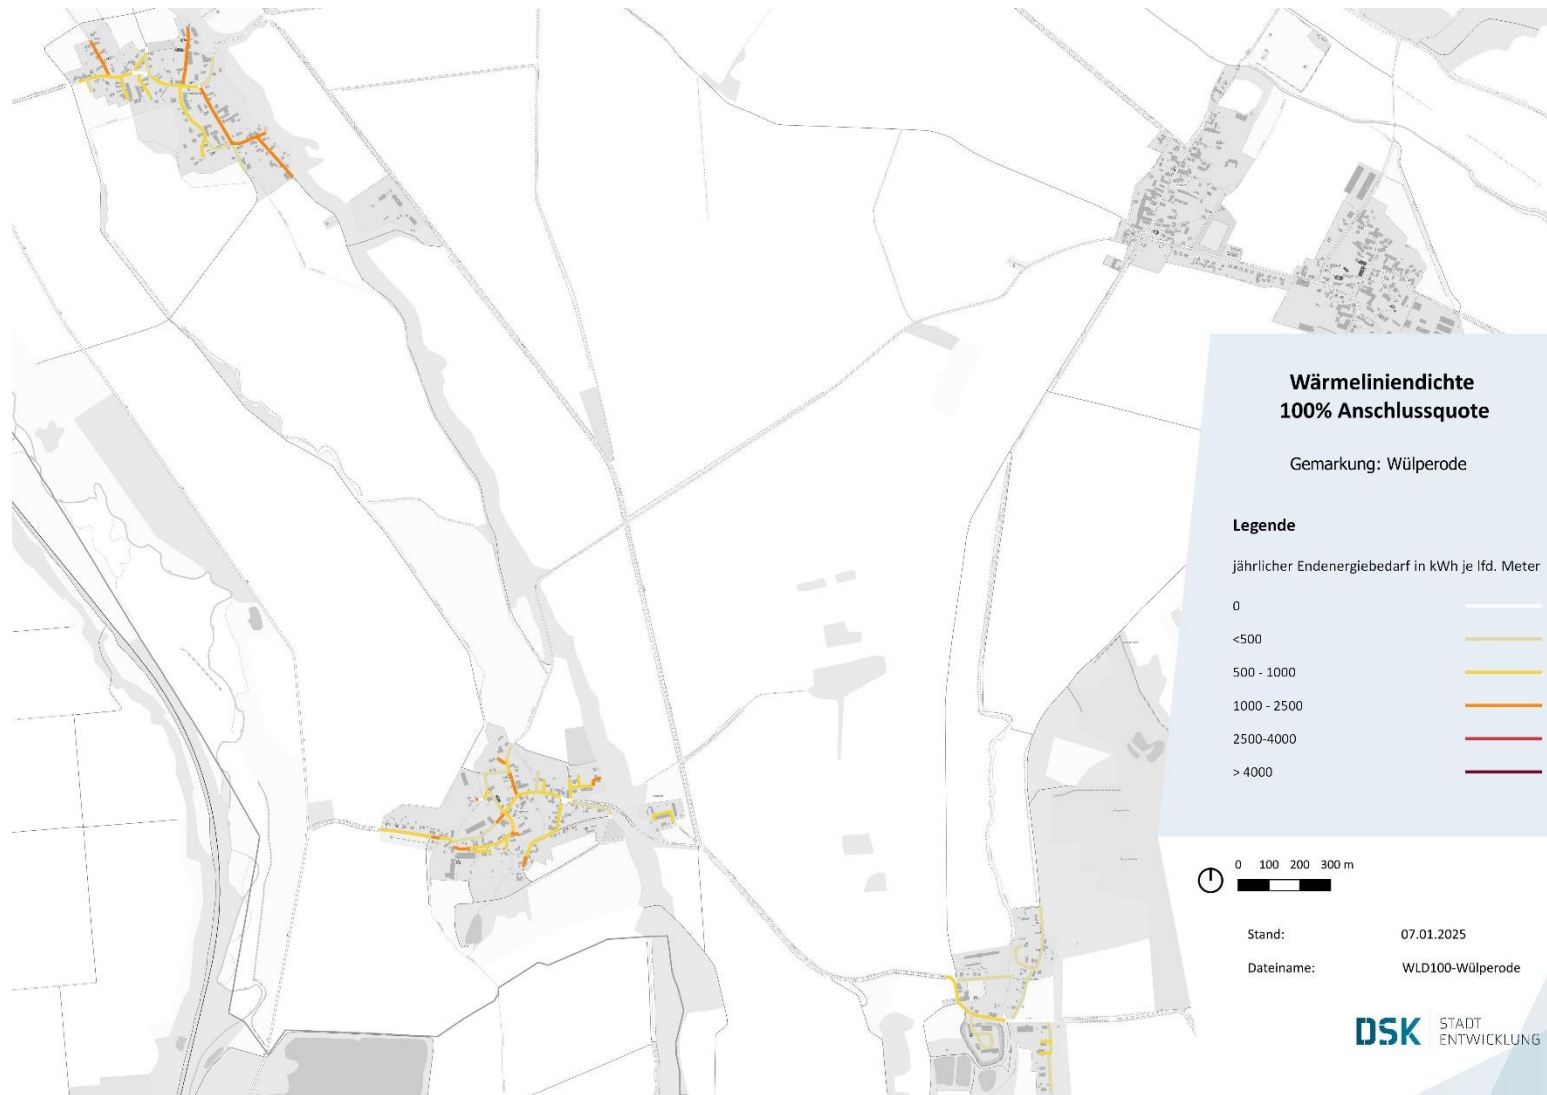 Wärmeliniendichte
100% Anschlussquote
Gemarkung: Wülperode
Legende
jährlicher Endenergiebedarf in kWh je lfd. Meter
0
<500
500 - 1000
1000 - 2500
2500-4000
> 4000
0 100 200 300 m
Stand: 07.01.2025
Dateiname: WLD100-Wülperode
DSK STADT
ENTWICKLUNG